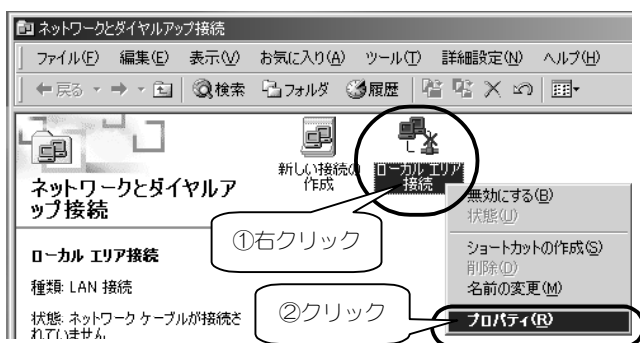 ネットワークとダイヤルアップ接続
ファイル(F) 編集(E) 表示(V) お気に入り(A) ツール(T) 詳細設定(N) ヘルプ(H)
戻る 検索 フォルダ 履歴
新しい接続の
作成
ローカル エリア
接続
ネットワークとダイヤルア
ップ接続
無効にする(B)
状態(U)
①右クリック
ローカル エリア接続
ショートカットの作成(S)
削除(D)
種類: LAN 接続
名前の変更(M)
②クリック
プロパティ(R)
状態: ネットワーク ケーブルが接続さ
れていません